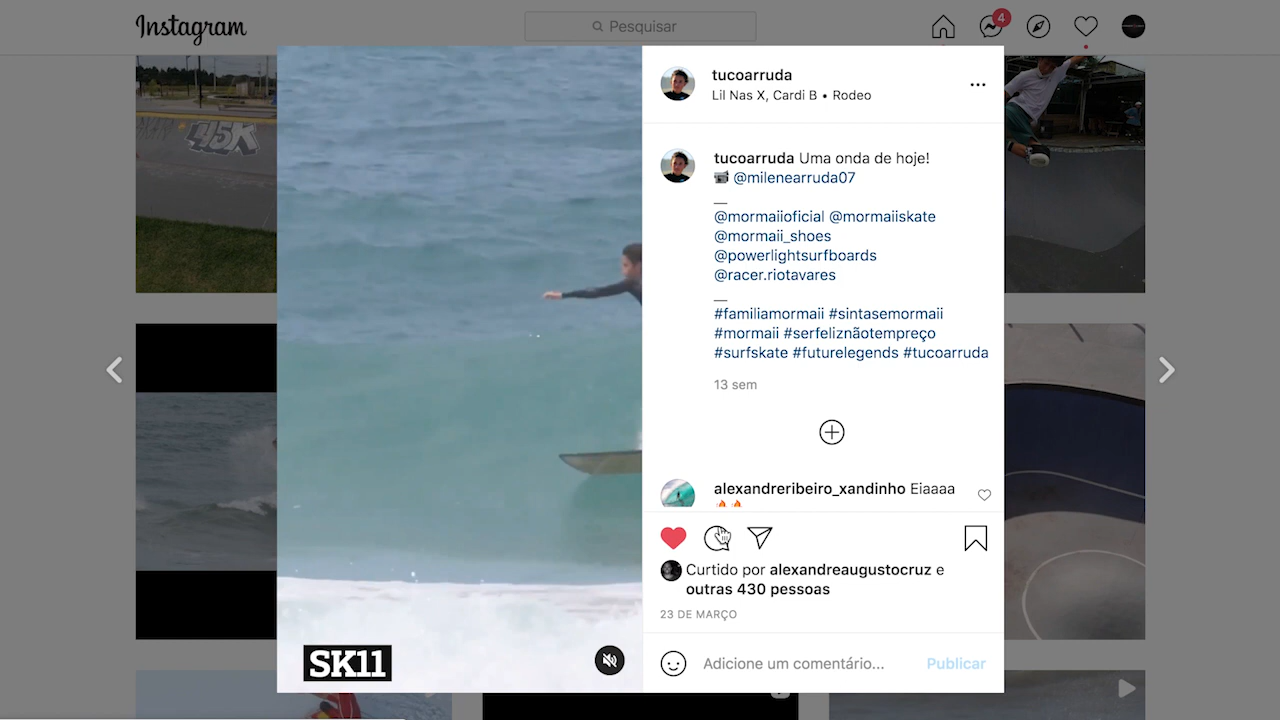 Instagram
Pesquisar
4
45K
tucoarruda
Lil Nas X, Cardi B • Rodeo
tucoarruda Uma onda de hoje!
📹 @milenearruda07
__
@mormaiioficial @mormaiiskate
@mormaii_shoes
@powerlightsurfboards
@racer.riotavares
__
#familiamormaii #sintasemormaii
#mormaii #serfeliznãotempreço
#surfskate #futurelegends #tucoarruda
13 sem
alexandreribeiro_xandinho Eiaaaa
🔥🔥
Curtido por alexandreaugustocruz e
outras 430 pessoas
23 DE MARÇO
Adicione um comentário... Publicar
SK11